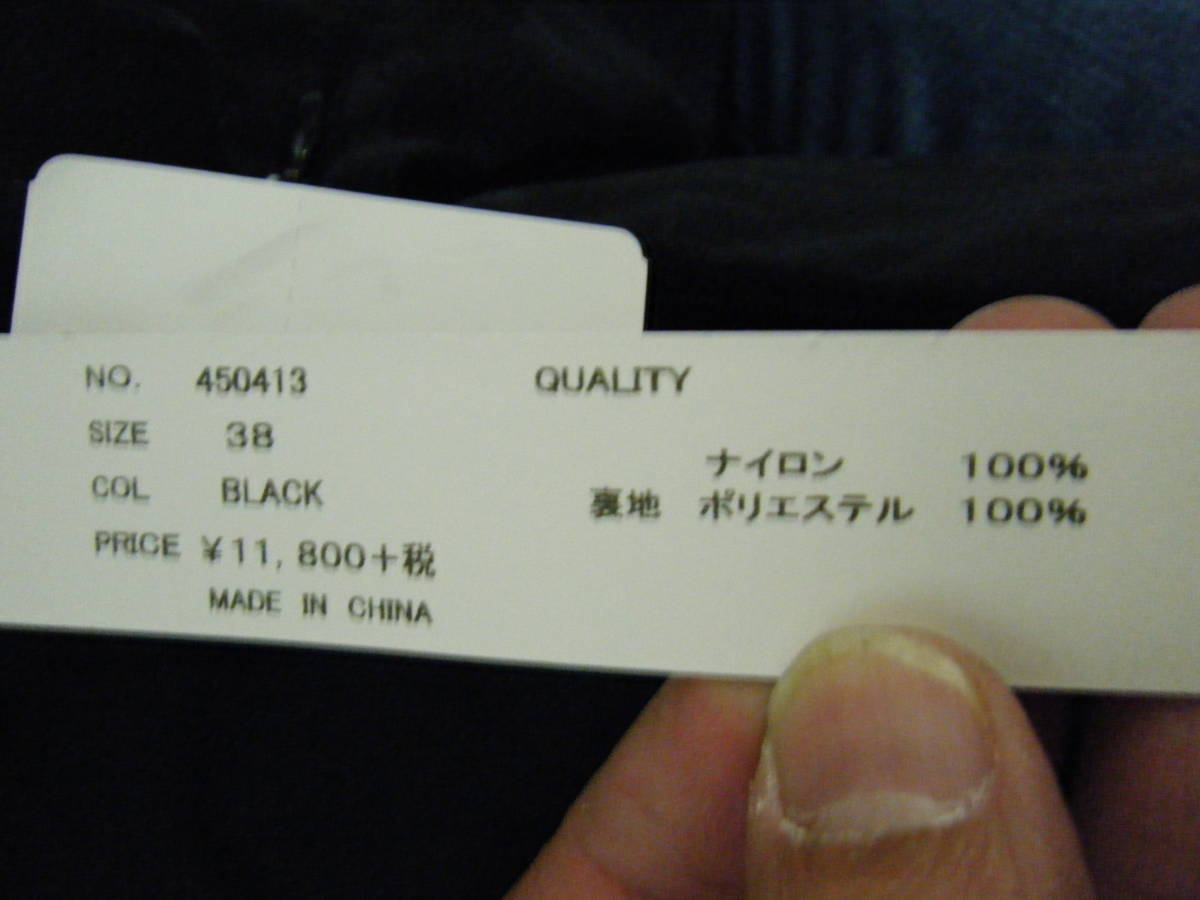 NO. 450413
SIZE 38
COL BLACK
PRICE ¥11,800+税
MADE IN CHINA
QUALITY
ナイロン 100%
裏地 ポリエステル 100%